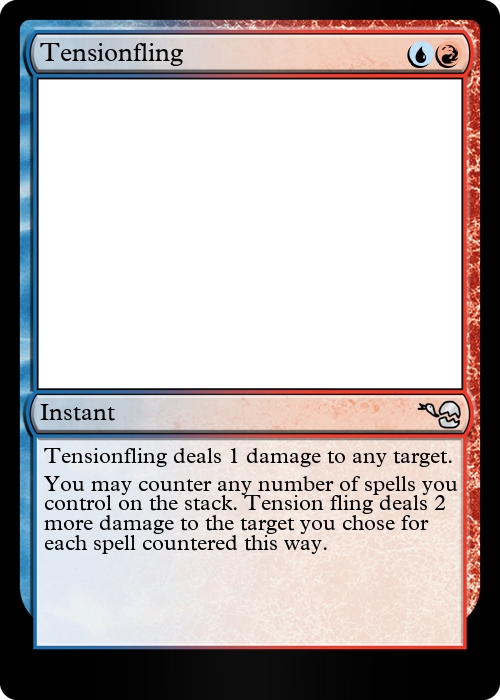 Tensionfling
Instant
Tensionfling deals 1 damage to any target.
You may counter any number of spells you
control on the stack. Tension fling deals 2
more damage to the target you chose for
each spell countered this way.